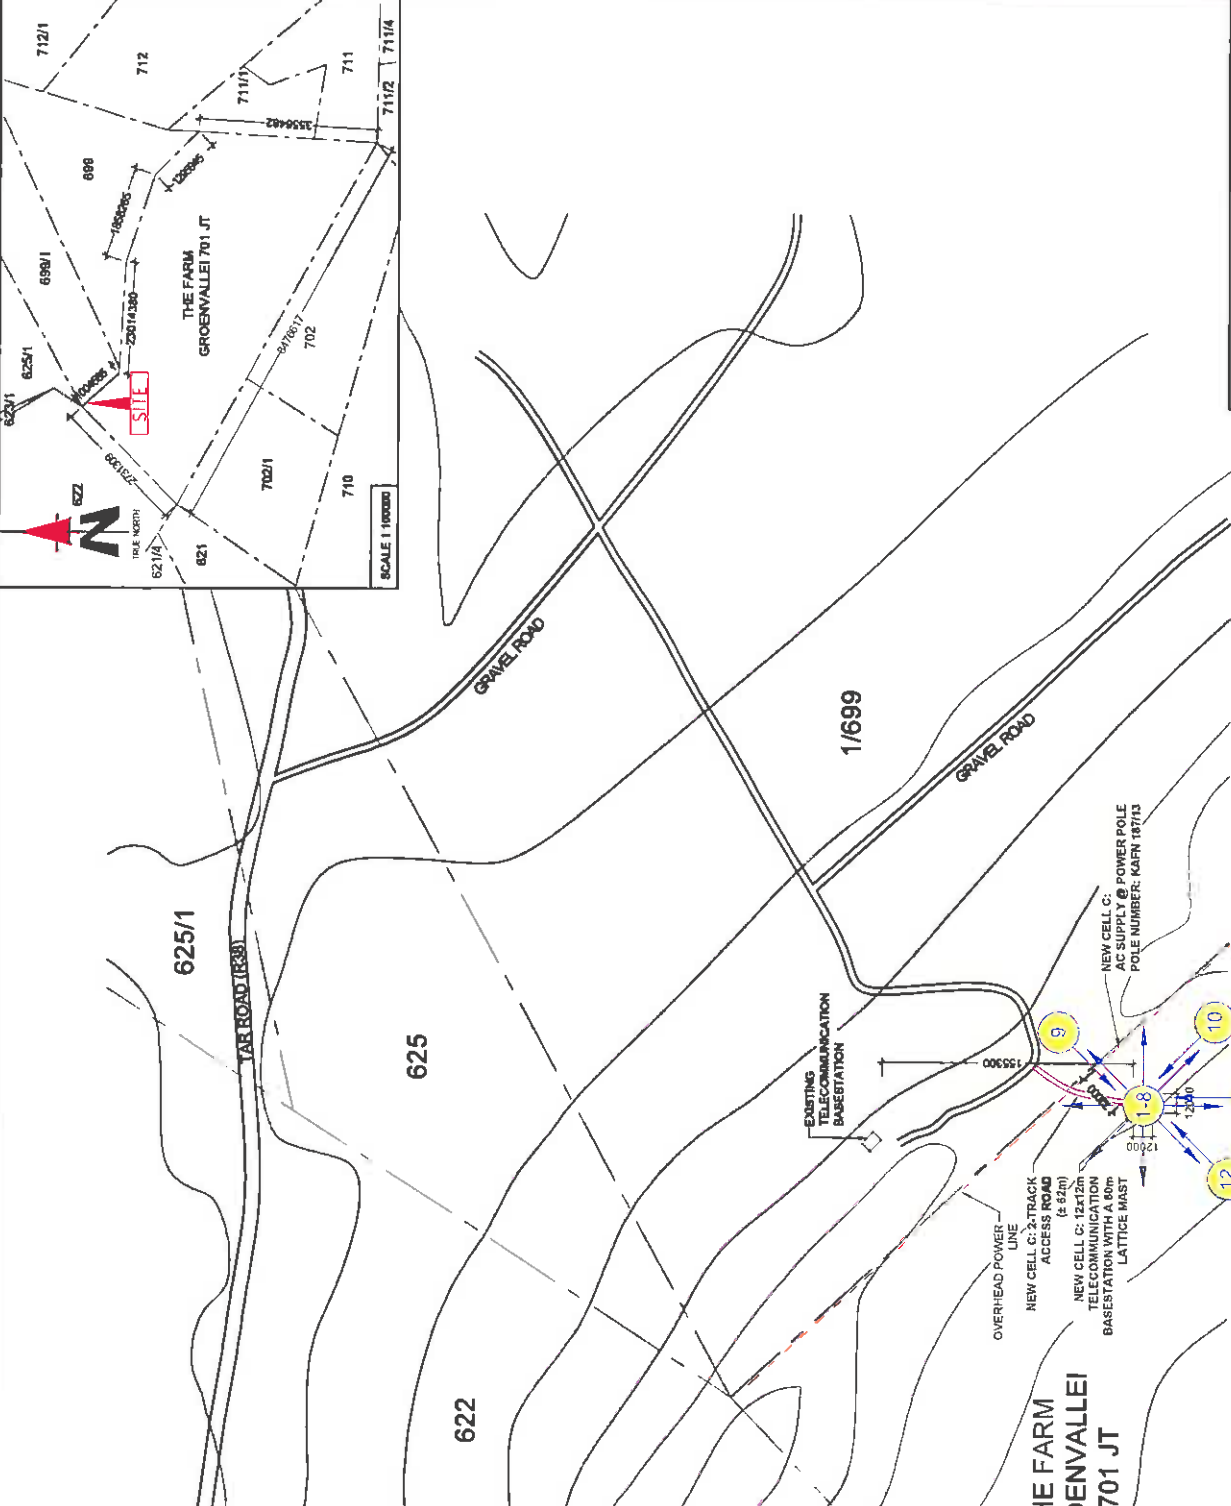 712/1
712
711/1
711
711/4
711/2
3556482
699
1858265
699/1
THE FARM
GROENVALLEI 701 JT
23014380
625/1
623/1
SITE
2731309
6476617
702
702/1
710
622
N
TRUE NORTH
621/4
621
SCALE 1 100000
GRAVEL ROAD
1/699
GRAVEL ROAD
625/1
TAR ROAD (R38)
625
622
EXISTING
TELECOMMUNICATION
BASESTATION
155300
NEW CELL C:
AC SUPPLY @ POWER POLE
POLE NUMBER: KAFN 187/13
9
10
1-8
12
12000
12000
OVERHEAD POWER
LINE
NEW CELL C: 2-TRACK
ACCESS ROAD
(± 62m)
NEW CELL C: 12x12m
TELECOMMUNICATION
BASESTATION WITH A 60m
LATTICE MAST
HE FARM
ENVALLEI
701 JT